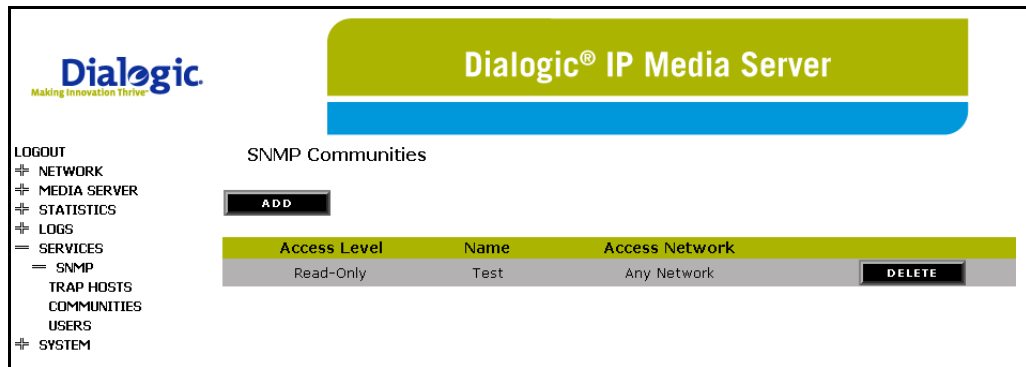 Dialogic.
Making Innovation Thrive™
Dialogic® IP Media Server
LOGOUT
NETWORK
MEDIA SERVER
STATISTICS
LOGS
SERVICES
SNMP
TRAP HOSTS
COMMUNITIES
USERS
SYSTEM
SNMP Communities
ADD
Access Level Name Access Network
Read-Only Test Any Network DELETE